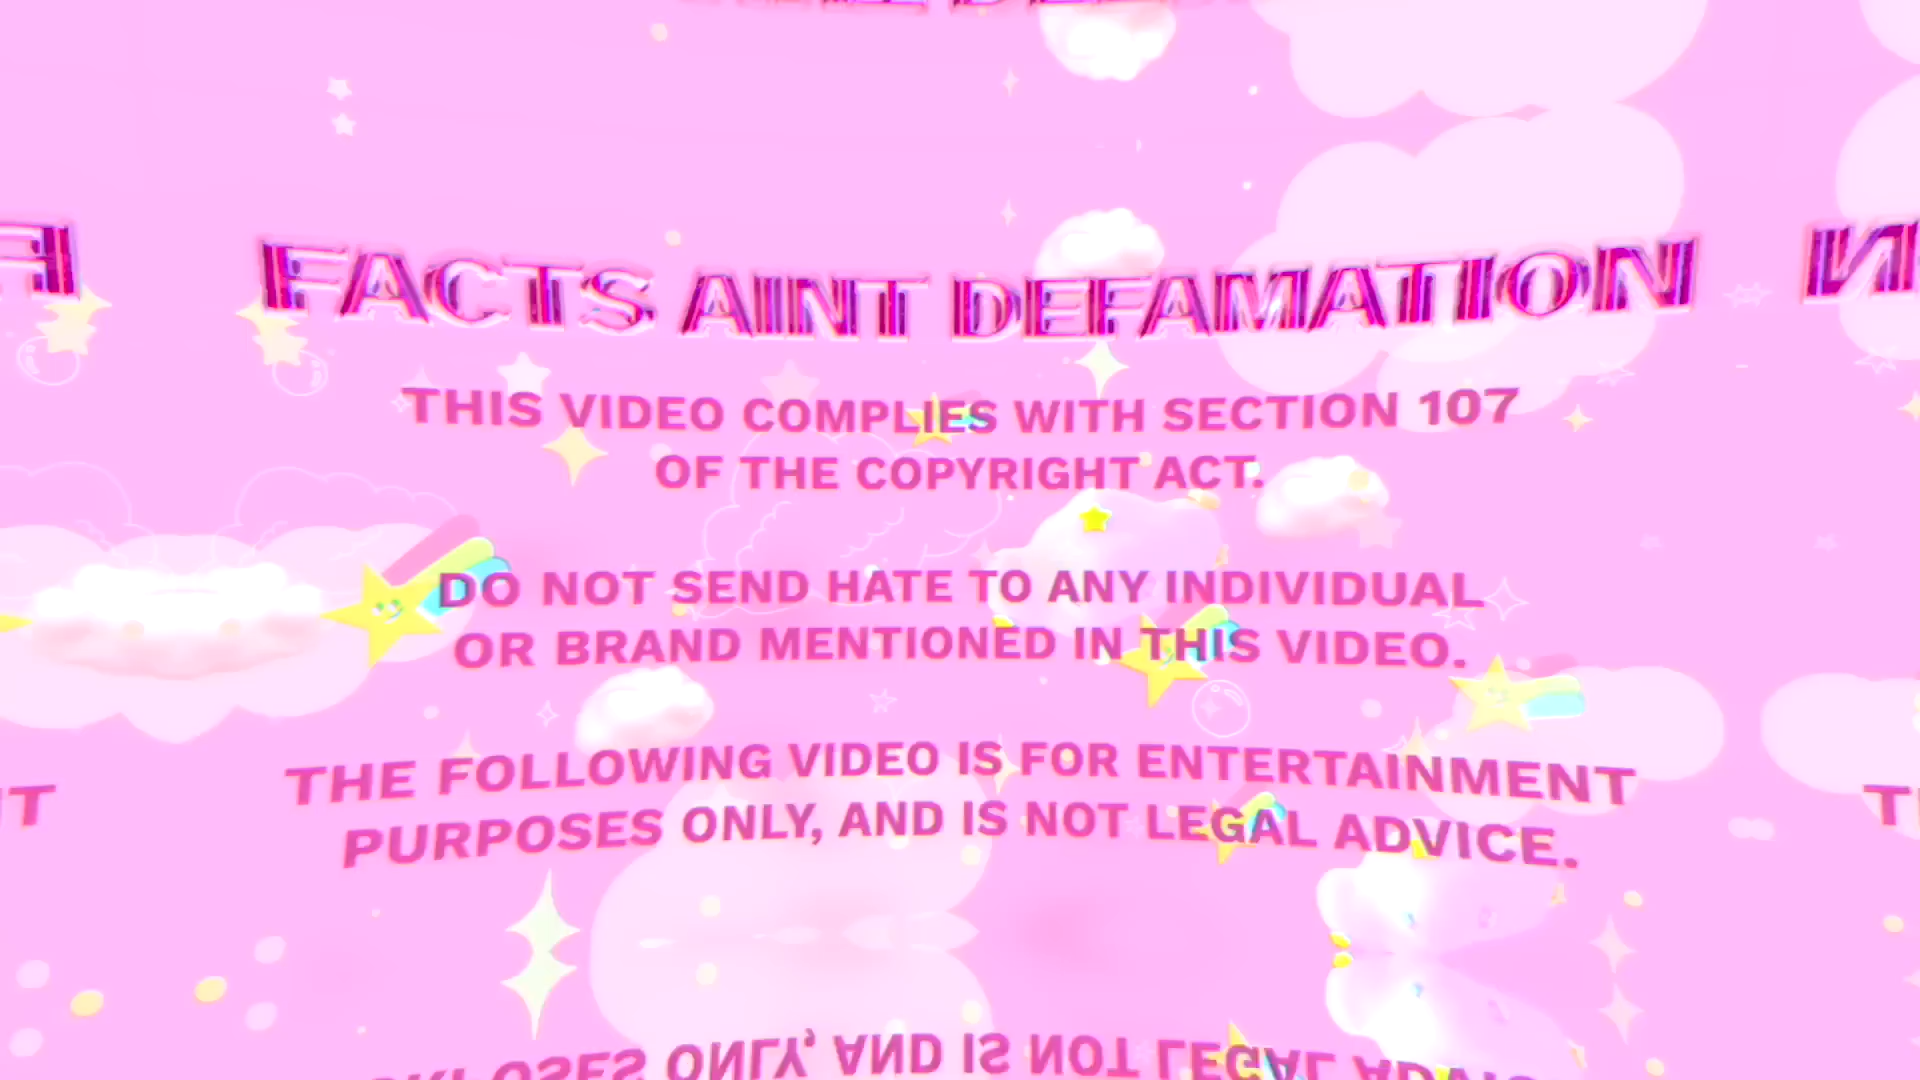 FACTS AINT DEFAMATION
THIS VIDEO COMPLIES WITH SECTION 107
OF THE COPYRIGHT ACT.
DO NOT SEND HATE TO ANY INDIVIDUAL
OR BRAND MENTIONED IN THIS VIDEO.
THE FOLLOWING VIDEO IS FOR ENTERTAINMENT
PURPOSES ONLY, AND IS NOT LEGAL ADVICE.